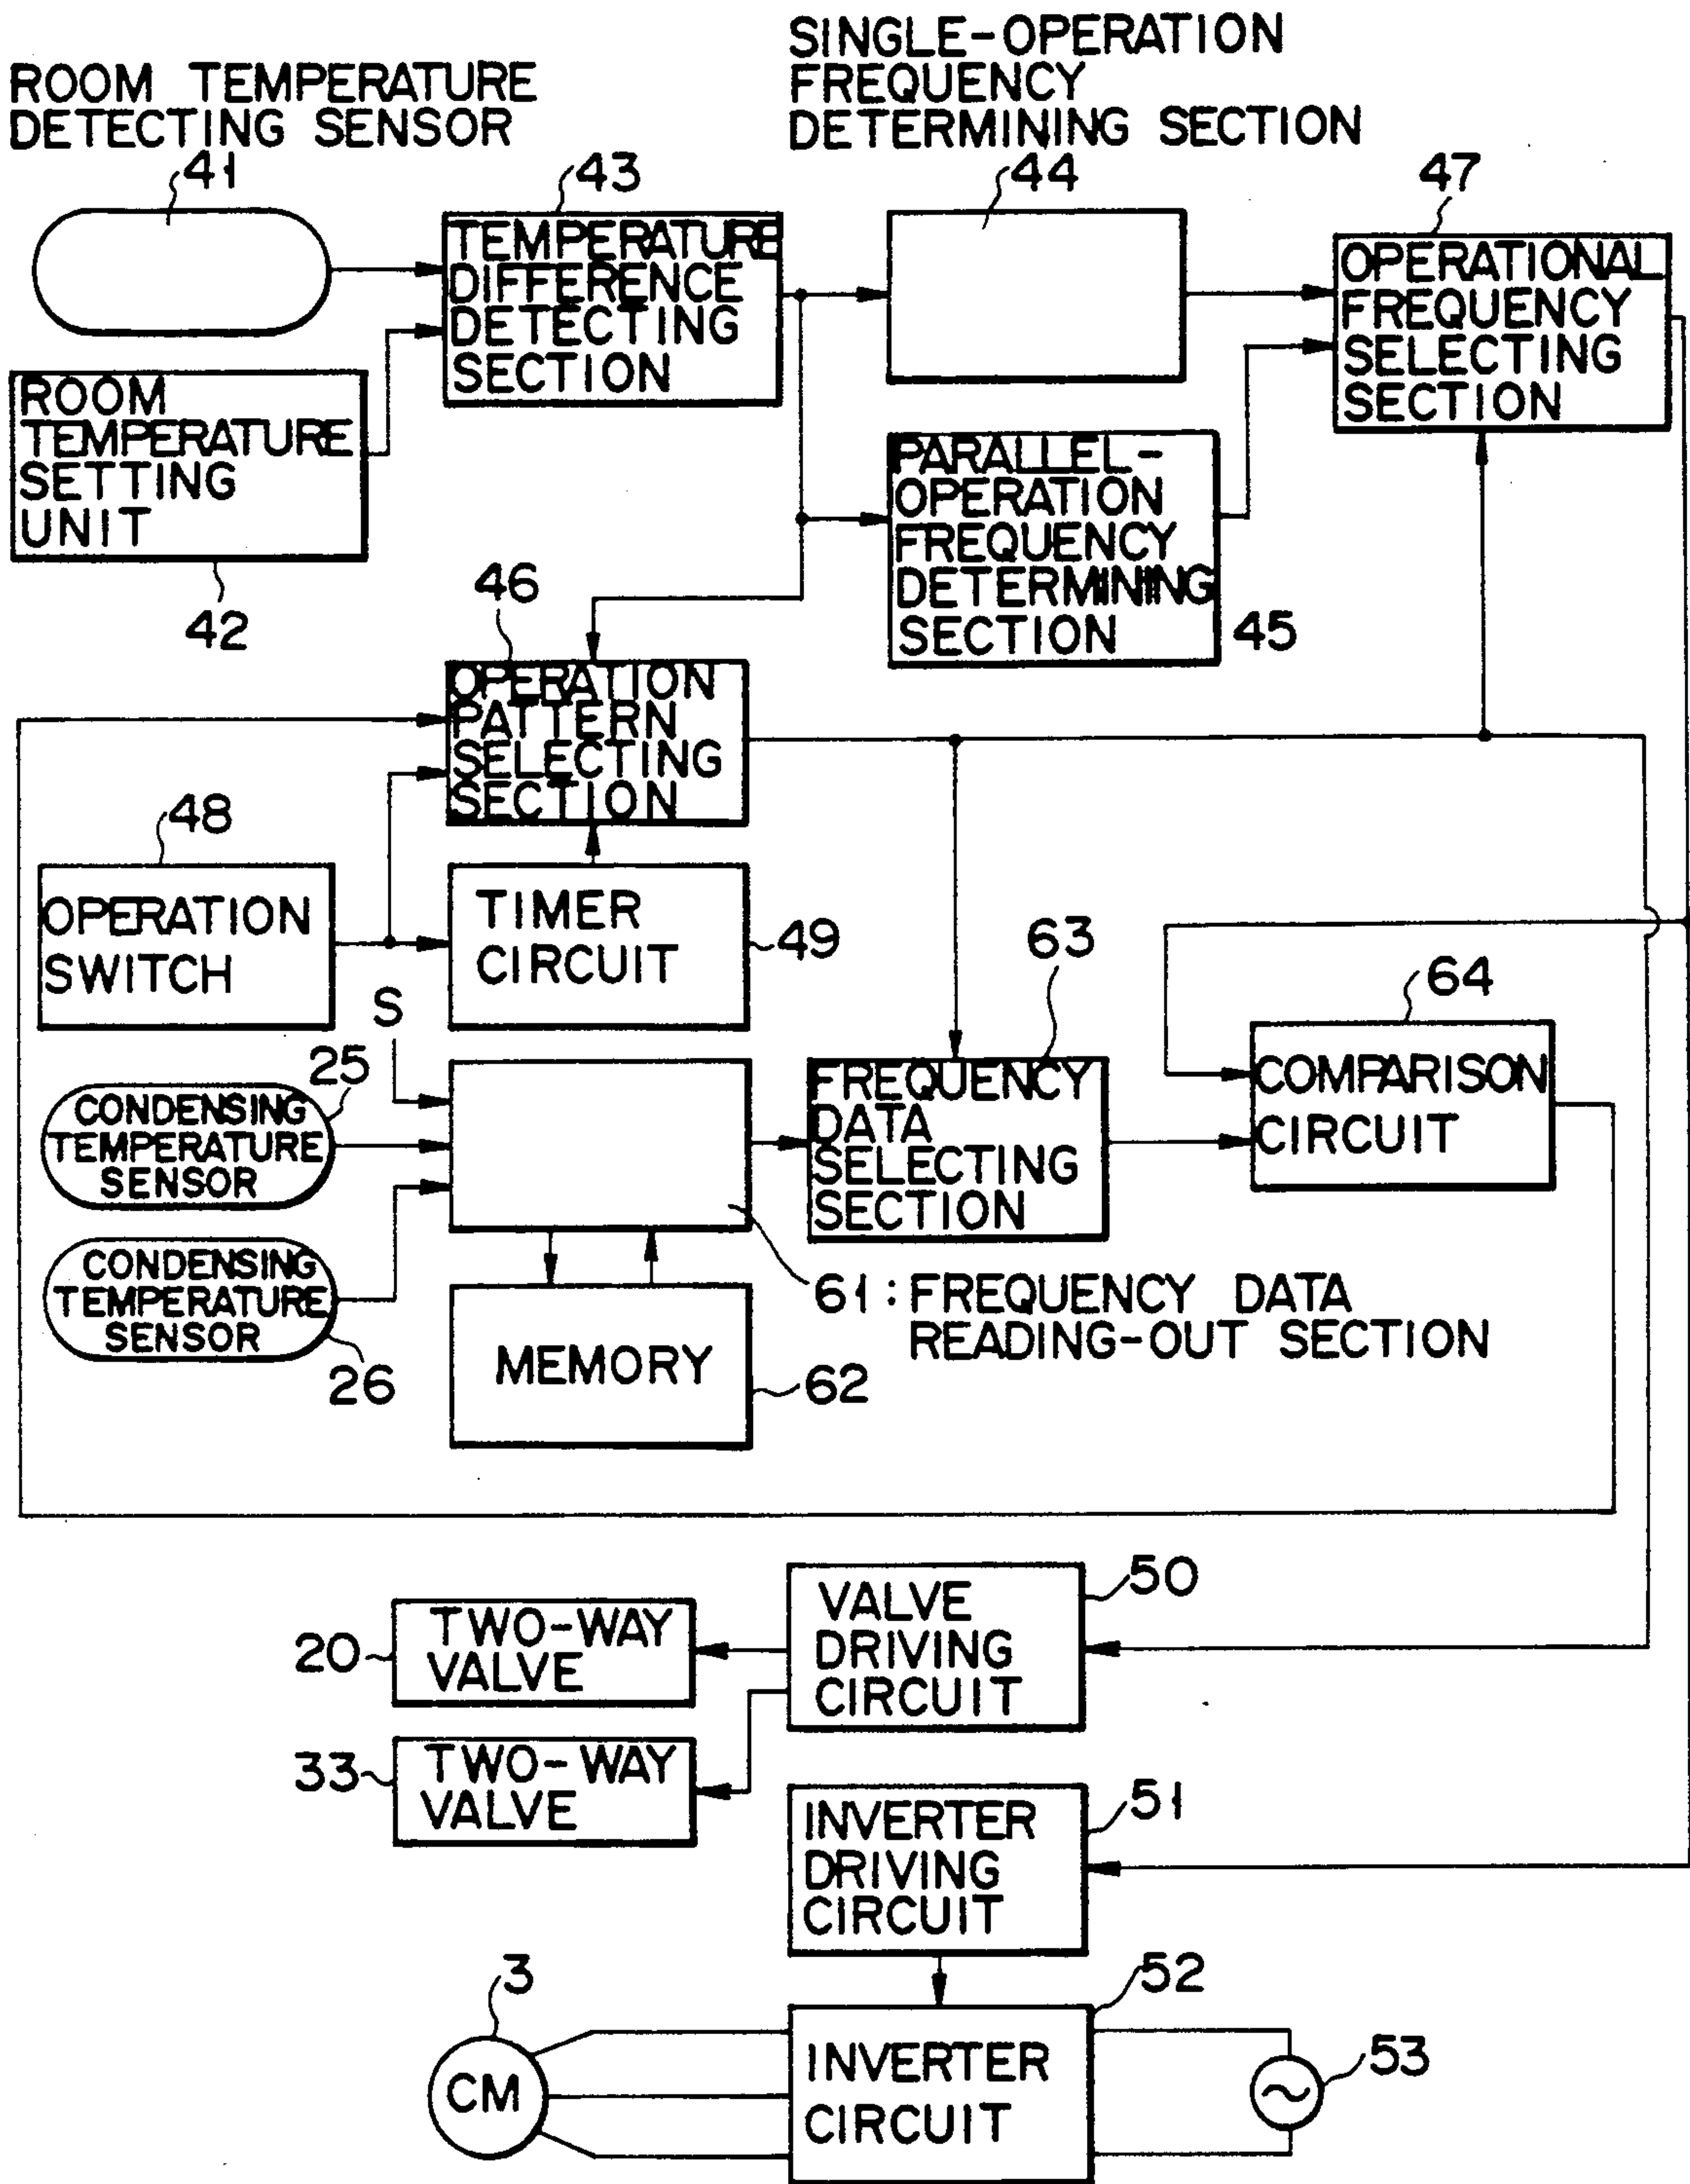 SINGLE-OPERATION
FREQUENCY
DETERMINING SECTION
ROOM TEMPERATURE
DETECTING SENSOR
41
43
44
47
TEMPERATURE
DIFFERENCE
DETECTING
SECTION
OPERATIONAL
FREQUENCY
SELECTING
SECTION
ROOM
TEMPERATURE
SETTING
UNIT
42
PARALLEL-
OPERATION
FREQUENCY
DETERMINING
SECTION
45
46
OPERATION
PATTERN
SELECTING
SECTION
48
OPERATION
SWITCH
TIMER
CIRCUIT
49
63
64
S
25
CONDENSING
TEMPERATURE
SENSOR
FREQUENCY
DATA
SELECTING
SECTION
COMPARISON
CIRCUIT
CONDENSING
TEMPERATURE
SENSOR
26
61: FREQUENCY DATA
READING-OUT SECTION
MEMORY
62
50
VALVE
DRIVING
CIRCUIT
20
TWO-WAY
VALVE
33
TWO-WAY
VALVE
51
INVERTER
DRIVING
CIRCUIT
3
CM
52
INVERTER
CIRCUIT
53